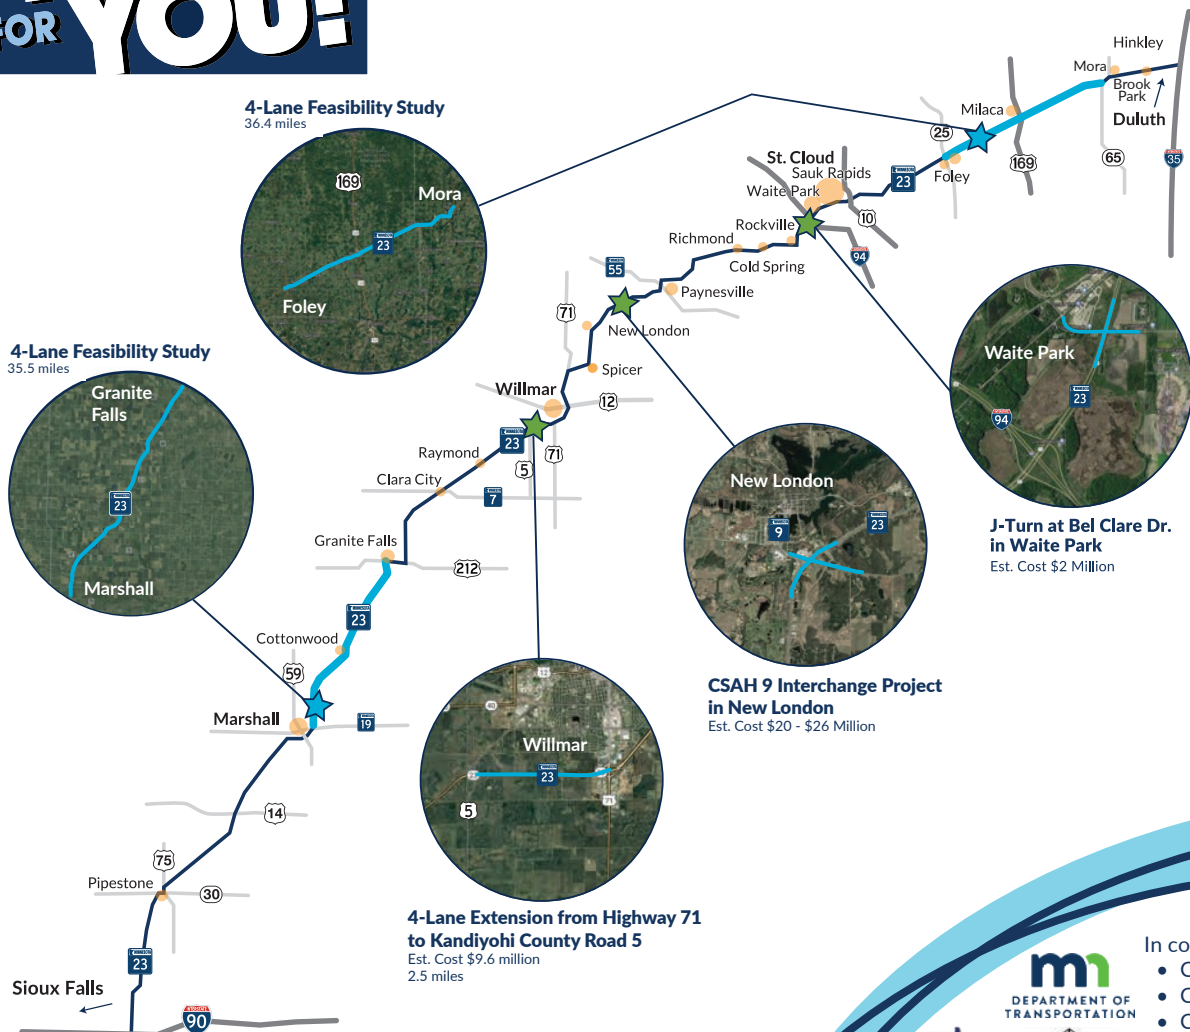 FOR YOU!
Hinkley
Mora
Brook
Park
Duluth
Milaca
25
169
65
35
Foley
23
St. Cloud
Sauk Rapids
Waite Park
10
94
Rockville
Richmond
Cold Spring
55
Paynesville
71
New London
Spicer
Willmar
12
23
71
5
Raymond
Clara City
7
Granite Falls
212
23
Cottonwood
59
Marshall
19
14
75
Pipestone
30
23
Sioux Falls
90
4-Lane Feasibility Study
36.4 miles
169
Mora
23
Foley
4-Lane Feasibility Study
35.5 miles
Granite
Falls
23
Marshall
Waite Park
23
94
J-Turn at Bel Clare Dr.
in Waite Park
Est. Cost $2 Million
New London
9
23
CSAH 9 Interchange Project
in New London
Est. Cost $20 - $26 Million
12
40
Willmar
23
71
5
4-Lane Extension from Highway 71
to Kandiyohi County Road 5
Est. Cost $9.6 million
2.5 miles
mn
DEPARTMENT OF
TRANSPORTATION
In co
• C
• C
• C